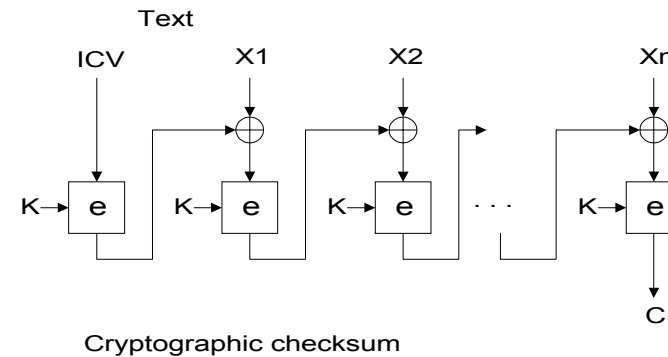 Text
ICV X1 X2 Xn
K e K e K e . . . K e
C
Cryptographic checksum